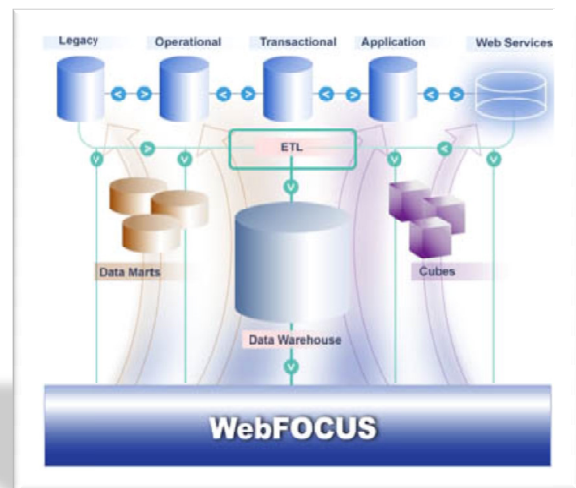 Legacy
Operational
Transactional
Application
Web Services
ETL
Data Marts
Cubes
Data Warehouse
WebFOCUS